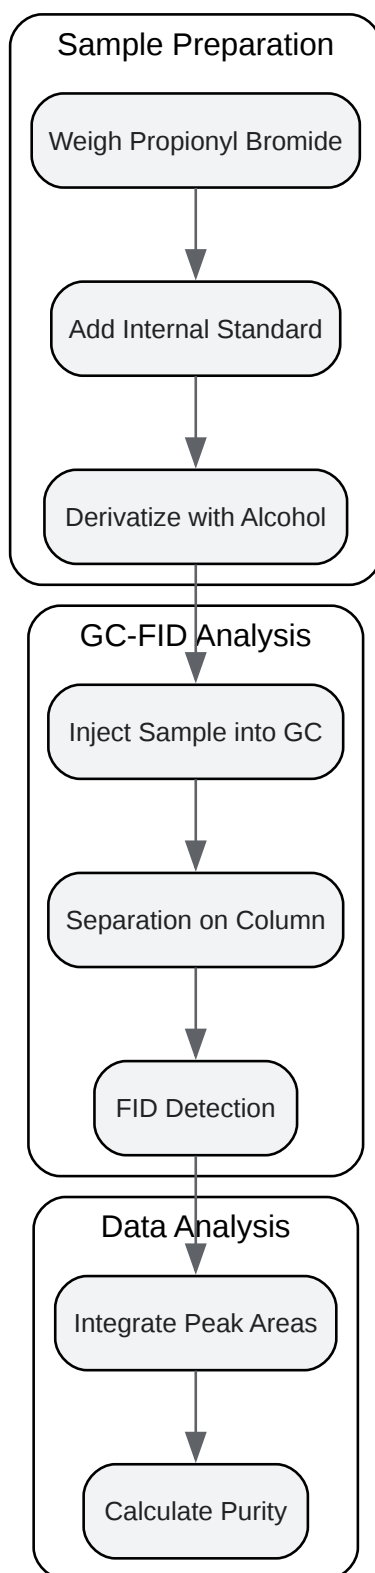 Sample Preparation
Weigh Propionyl Bromide
Add Internal Standard
Derivatize with Alcohol
GC-FID Analysis
Inject Sample into GC
Separation on Column
FID Detection
Data Analysis
Integrate Peak Areas
Calculate Purity